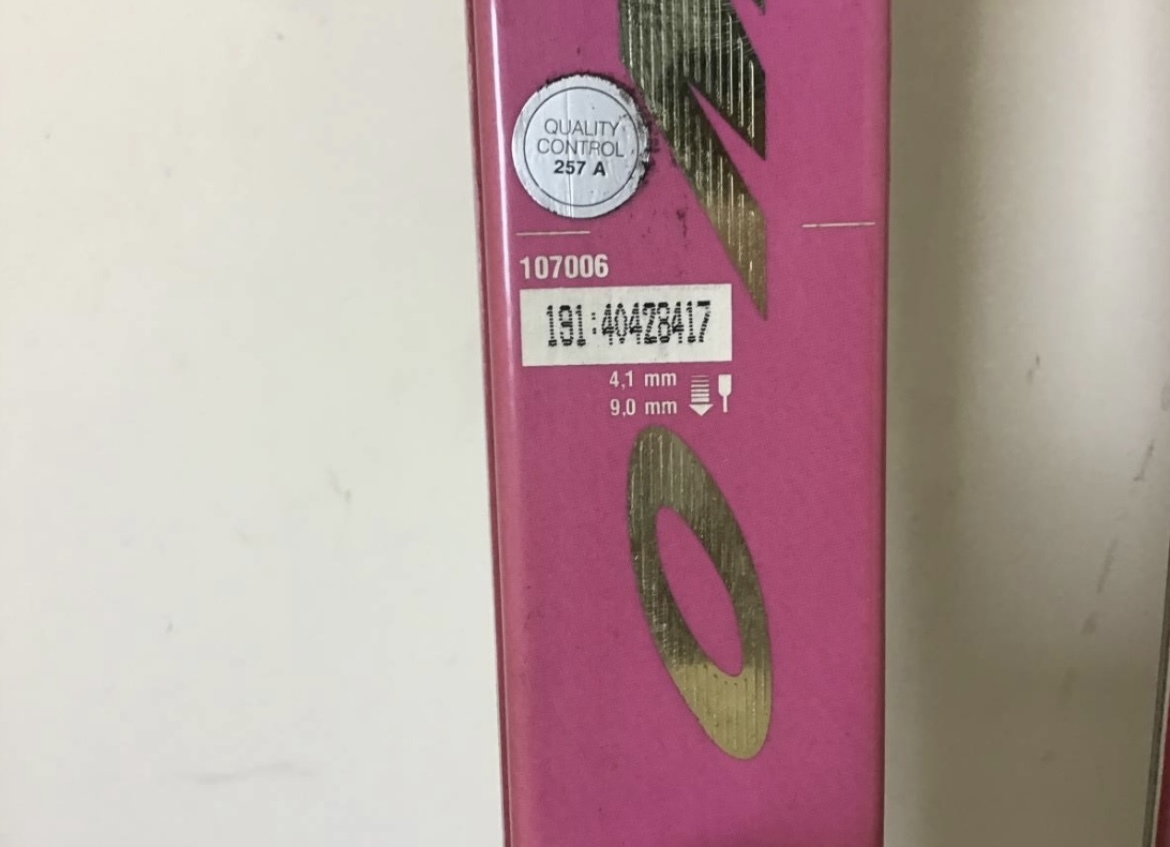 QUALITY
CONTROL
257 A
107006
191:40428417
4,1 mm
9,0 mm
O